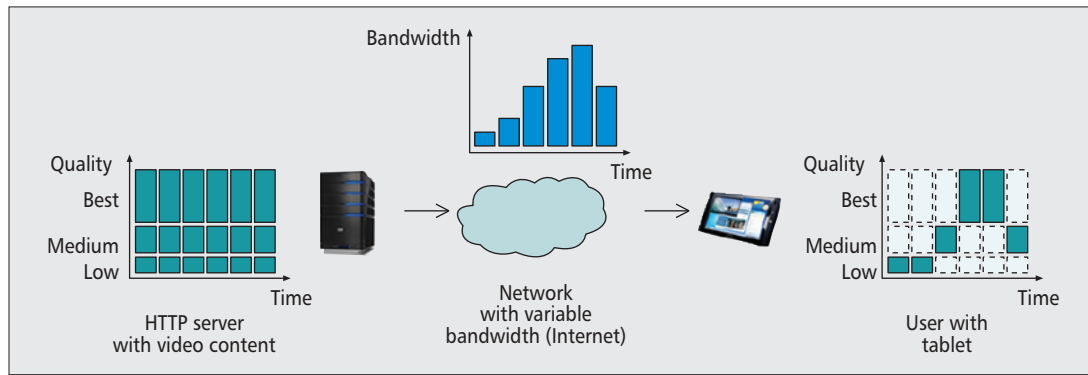 Bandwidth
Time
Quality
Best
Medium
Low
Time
HTTP server
with video content
Network
with variable
bandwidth (Internet)
Quality
Best
Medium
Low
Time
User with
tablet